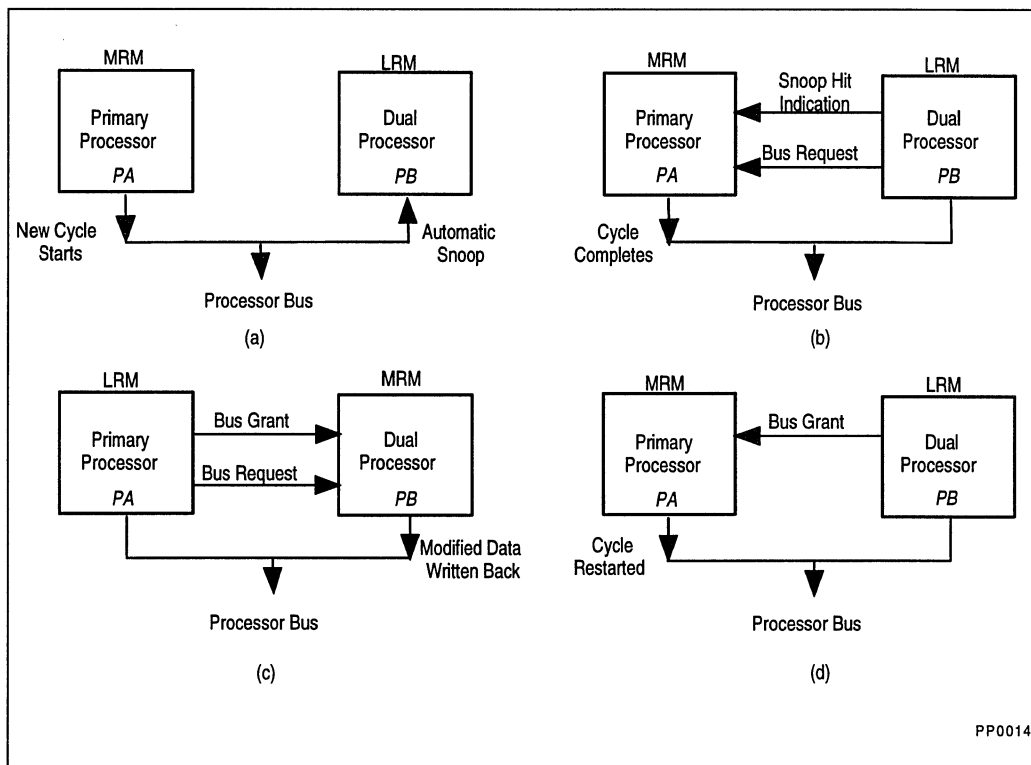 MRM
Primary
Processor
PA
LRM
Dual
Processor
PB
New Cycle
Starts
Automatic
Snoop
Processor Bus
(a)
MRM
Primary
Processor
PA
Snoop Hit
Indication
Bus Request
LRM
Dual
Processor
PB
Cycle
Completes
Processor Bus
(b)
LRM
Primary
Processor
PA
Bus Grant
Bus Request
MRM
Dual
Processor
PB
Modified Data
Written Back
Processor Bus
(c)
MRM
Primary
Processor
PA
Bus Grant
LRM
Dual
Processor
PB
Cycle
Restarted
Processor Bus
(d)
PP0014